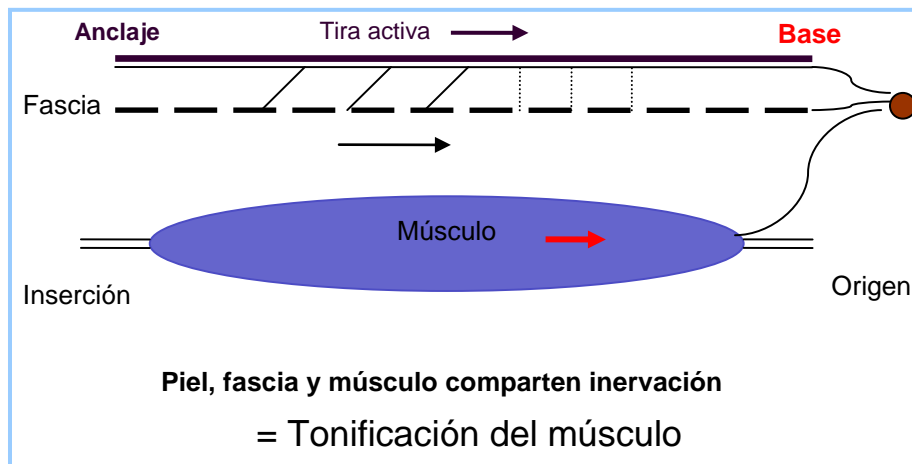 Anclaje Tira activa Base
Fascia
Músculo
Inserción Origen
Piel, fascia y músculo comparten inervación
= Tonificación del músculo